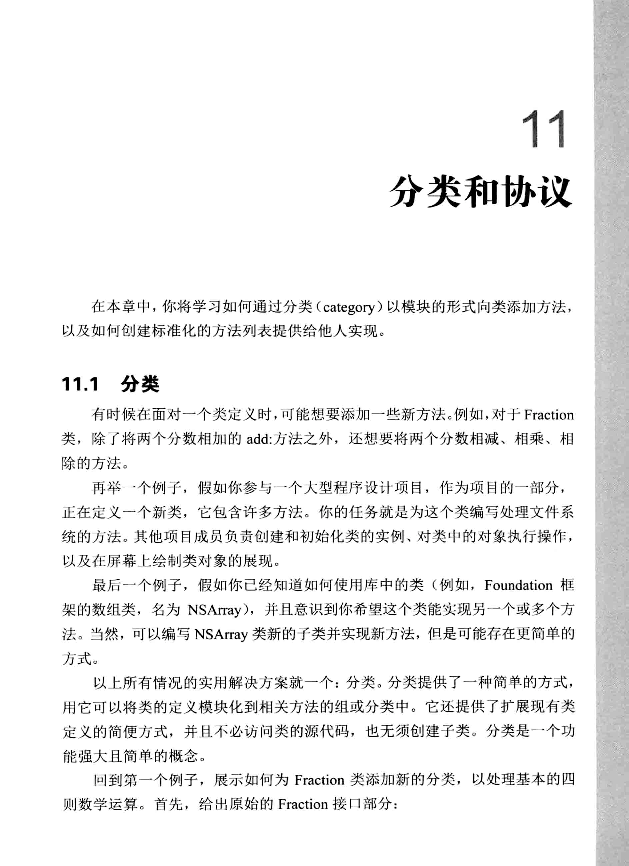 11
分类和协议
在本章中，你将学习如何通过分类（category）以模块的形式向类添加方法，
以及如何创建标准化的方法列表提供给他人实现。
11.1 分类
有时候在面对一个类定义时，可能想要添加一些新方法。例如，对于 Fraction
类，除了将两个分数相加的 add:方法之外，还想要将两个分数相减、相乘、相
除的方法。
再举一个例子，假如你参与一个大型程序设计项目，作为项目的一部分，
正在定义一个新类，它包含许多方法。你的任务就是为这个类编写处理文件系
统的方法。其他项目成员负责创建和初始化类的实例、对类中的对象执行操作，
以及在屏幕上绘制类对象的展现。
最后一个例子，假如你已经知道如何使用库中的类（例如，Foundation 框
架的数组类，名为 NSArray），并且意识到你希望这个类能实现另一个或多个方
法。当然，可以编写 NSArray 类新的子类并实现新方法，但是可能存在更简单的
方式。
以上所有情况的实用解决方案就一个：分类。分类提供了一种简单的方式，
用它可以将类的定义模块化到相关方法的组或分类中。它还提供了扩展现有类
定义的简便方式，并且不必访问类的源代码，也无须创建子类。分类是一个功
能强大且简单的概念。
回到第一个例子，展示如何为 Fraction 类添加新的分类，以处理基本的四
则数学运算。首先，给出原始的 Fraction 接口部分：